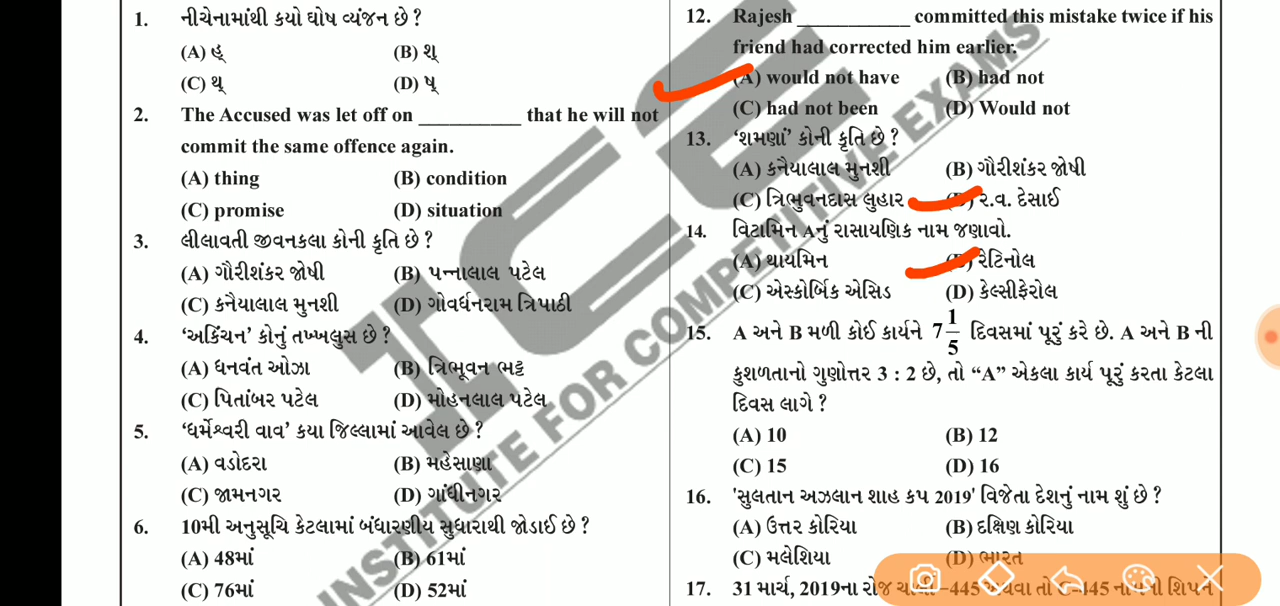 1. નીચેનામાંથી કયો ઘોષ વ્યંજન છે ?
(A) હ્ (B) શ્
(C) થ્ (D) ષ્
2. The Accused was let off on __________ that he will not
commit the same offence again.
(A) thing (B) condition
(C) promise (D) situation
3. લીલાવતી જીવનકલા કોની કૃતિ છે ?
(A) ગૌરીશંકર જોષી (B) પન્નાલાલ પટેલ
(C) કનૈયાલાલ મુનશી (D) ગોવર્ધનરામ ત્રિપાઠી
4. ‘અકિંચન’ કોનું તખ્ખલુસ છે ?
(A) ધનવંત ઓઝા (B) ત્રિભૂવન ભટ્ટ
(C) પિતાંબર પટેલ (D) મોહનલાલ પટેલ
5. ‘ધર્મેશ્વરી વાવ’ કયા જિલ્લામાં આવેલ છે ?
(A) વડોદરા (B) મહેસાણા
(C) જામનગર (D) ગાંધીનગર
6. 10મી અનુસૂચિ કેટલામાં બંધારણીય સુધારાથી જોડાઈ છે ?
(A) 48માં (B) 61માં
(C) 76માં (D) 52માં
12. Rajesh ___________ committed this mistake twice if his
friend had corrected him earlier.
(A) would not have (B) had not
(C) had not been (D) Would not
13. ‘શમણાં’ કોની કૃતિ છે ?
(A) કનૈયાલાલ મુનશી (B) ગૌરીશંકર જોષી
(C) ત્રિભુવનદાસ લુહાર ર.વ. દેસાઈ
14. વિટામિન Aનું રાસાયણિક નામ જણાવો.
(A) થાયમિન રેટિનોલ
(C) એસ્કોર્બિક એસિડ (D) કેલ્સીફેરોલ
15. A અને B મળી કોઈ કાર્યને 7 1/5 દિવસમાં પૂરું કરે છે. A અને B ની
કુશળતાનો ગુણોત્તર 3 : 2 છે, તો “A” એકલા કાર્ય પૂરું કરતા કેટલા
દિવસ લાગે ?
(A) 10 (B) 12
(C) 15 (D) 16
16. 'સુલતાન અઝલાન શાહ કપ 2019' વિજેતા દેશનું નામ શું છે ?
(A) ઉત્તર કોરિયા (B) દક્ષિણ કોરિયા
(C) મલેશિયા (D) ભારત
17. 31 માર્ચ, 2019ના રોજ
ICE
INSTITUTE FOR COMPETITIVE EXAMS